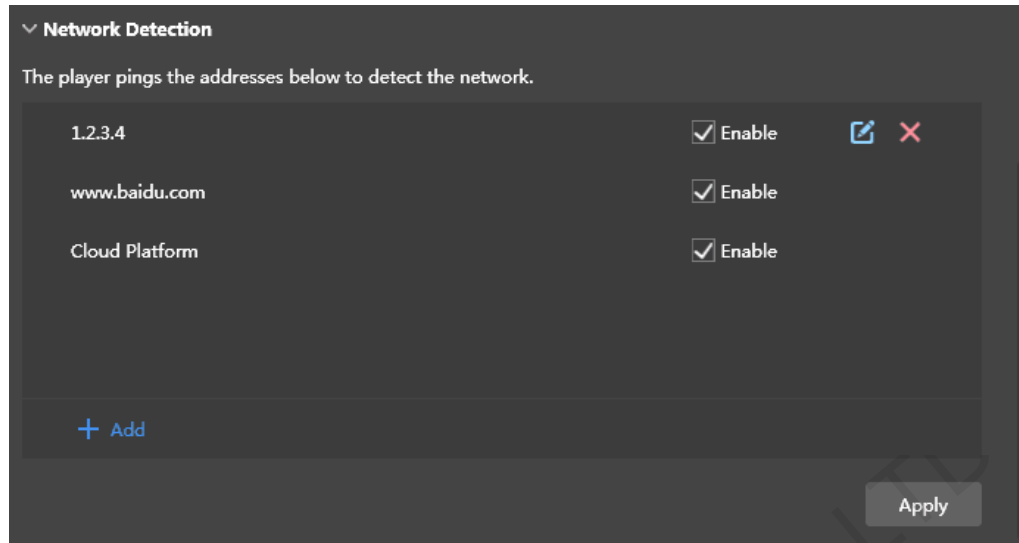 Network Detection
The player pings the addresses below to detect the network.
1.2.3.4 Enable
www.baidu.com Enable
Cloud Platform Enable
+ Add
Apply
LTD